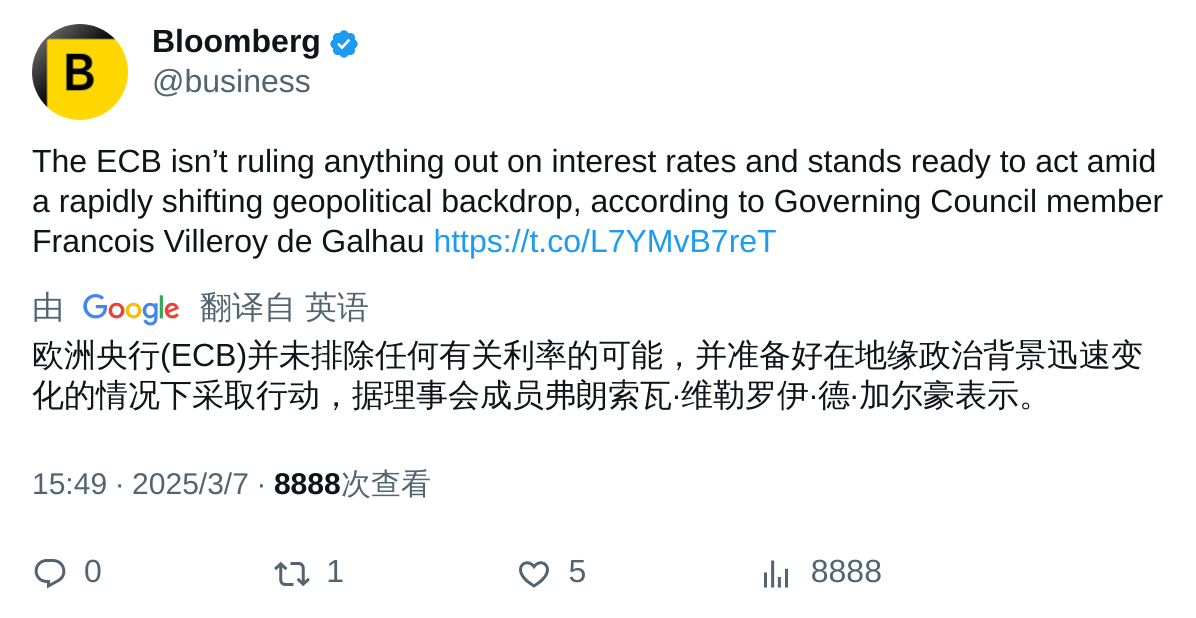 B
Bloomberg
@business
The ECB isn’t ruling anything out on interest rates and stands ready to act amid
a rapidly shifting geopolitical backdrop, according to Governing Council member
Francois Villeroy de Galhau https://t.co/L7YMvB7reT
由 Google 翻译自 英语
欧洲央行(ECB)并未排除任何有关利率的可能，并准备好在地缘政治背景迅速变
化的情况下采取行动，据理事会成员弗朗索瓦·维勒罗伊·德·加尔豪表示。
15:49 · 2025/3/7 · 8888次查看
0 1 5 8888